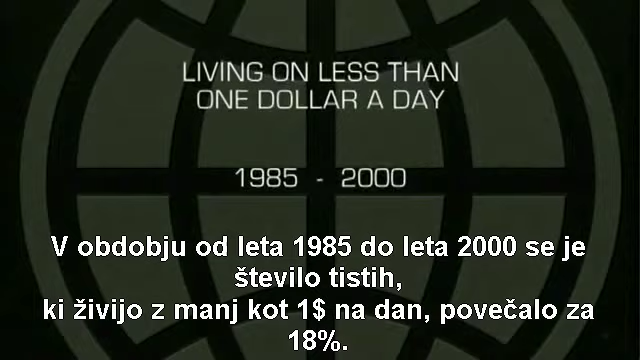 LIVING ON LESS THAN
ONE DOLLAR A DAY
1985 - 2000
V obdobju od leta 1985 do leta 2000 se je
število tistih,
ki živijo z manj kot 1$ na dan, povečalo za
18%.